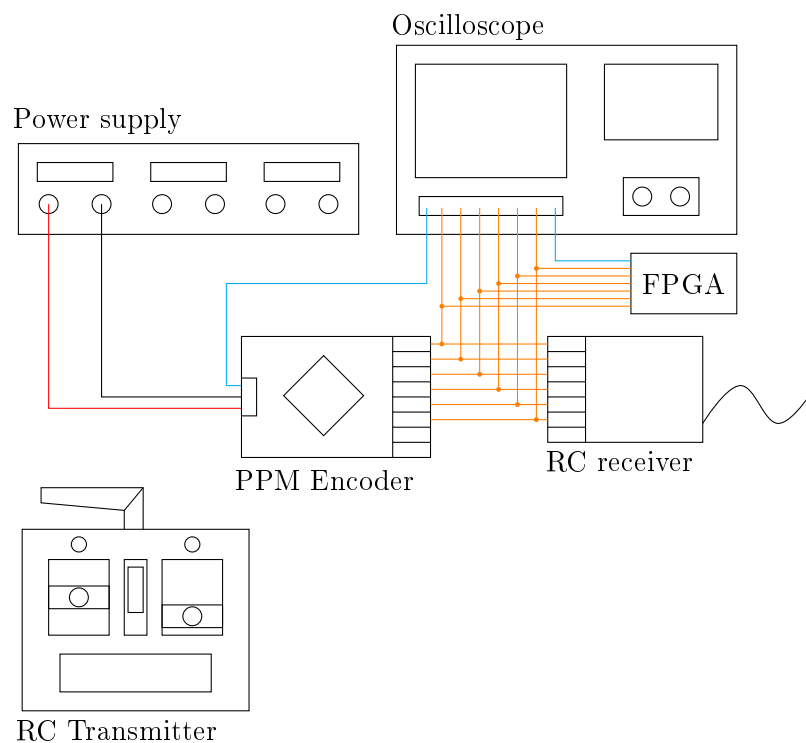 Oscilloscope
Power supply
FPGA
RC receiver
PPM Encoder
RC Transmitter